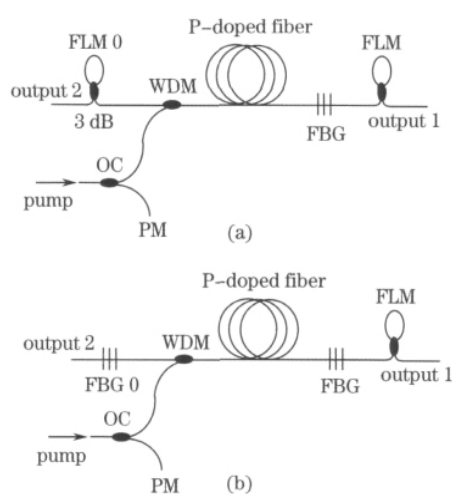 P-doped fiber
FLM 0
FLM
WDM
output 2
3 dB
FBG
output 1
OC
pump
PM
(a)
P-doped fiber
FLM
output 2
WDM
FBG 0
FBG
output 1
OC
pump
PM
(b)